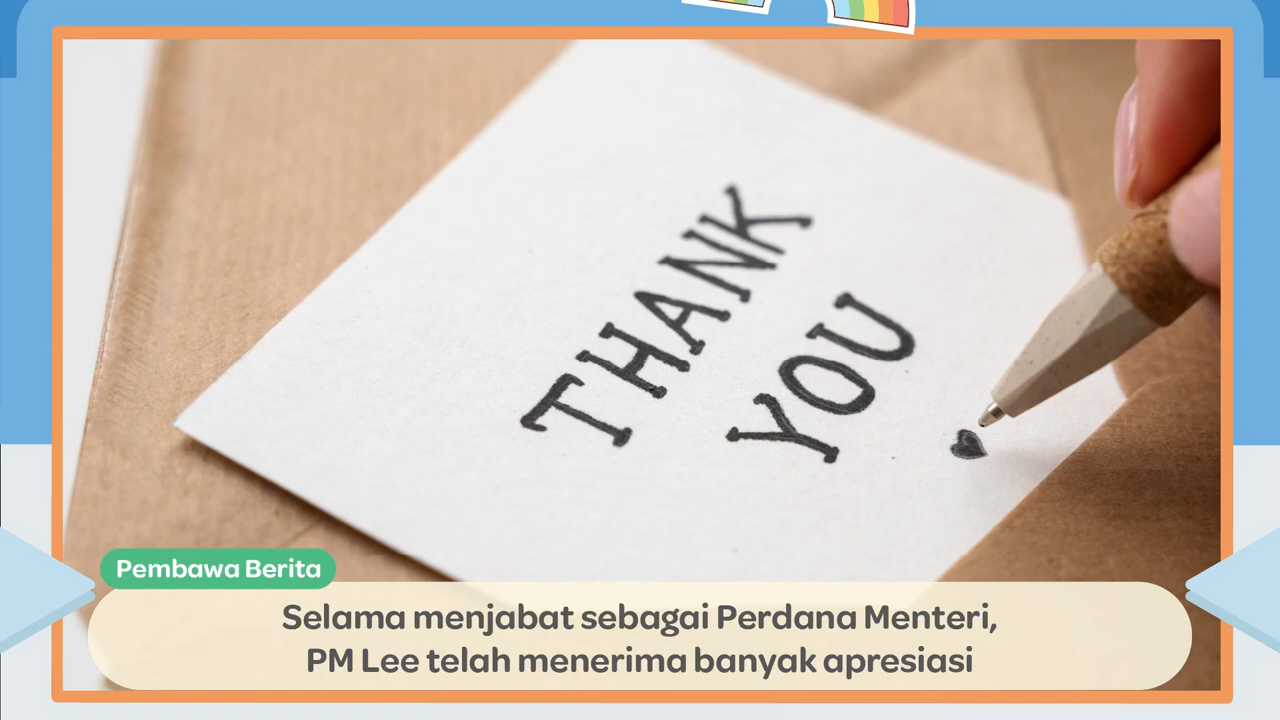 THANK
YOU
Pembawa Berita
Selama menjabat sebagai Perdana Menteri,
PM Lee telah menerima banyak apresiasi